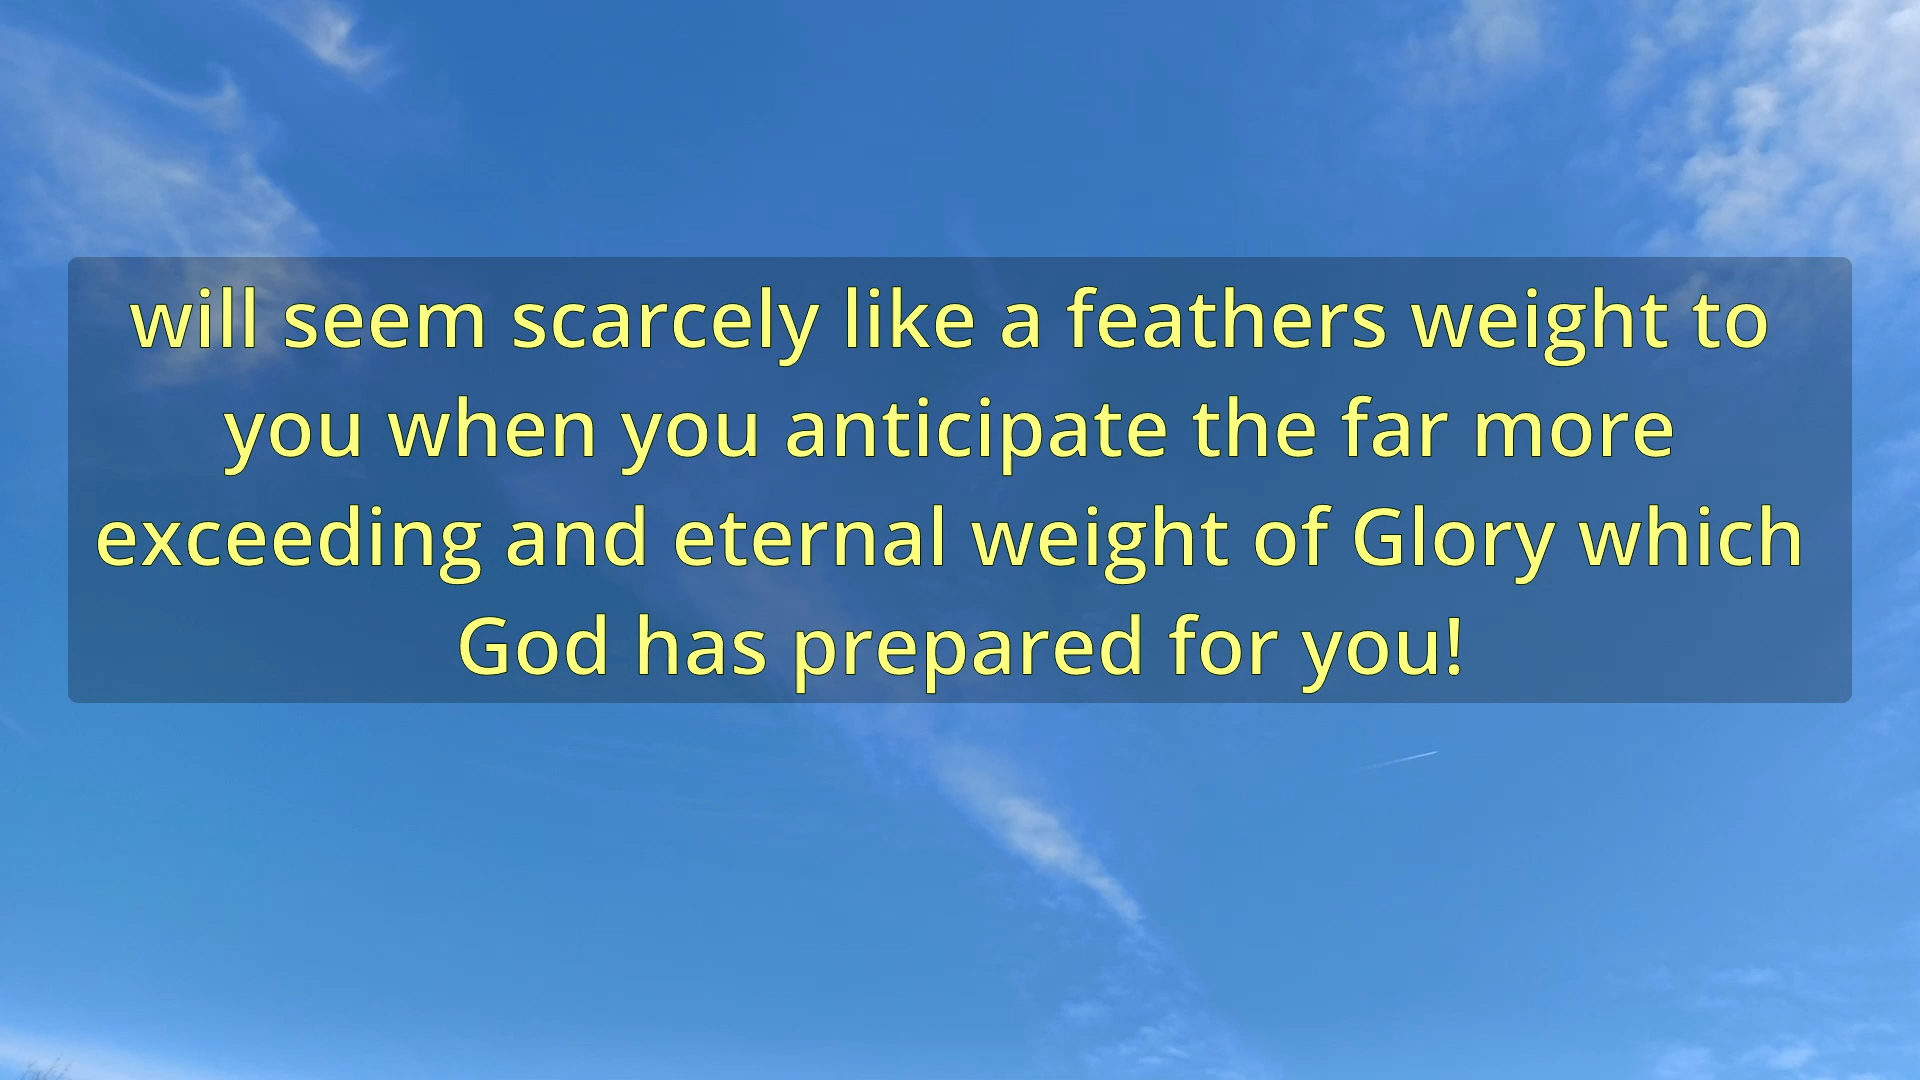 will seem scarcely like a feathers weight to
you when you anticipate the far more
exceeding and eternal weight of Glory which
God has prepared for you!